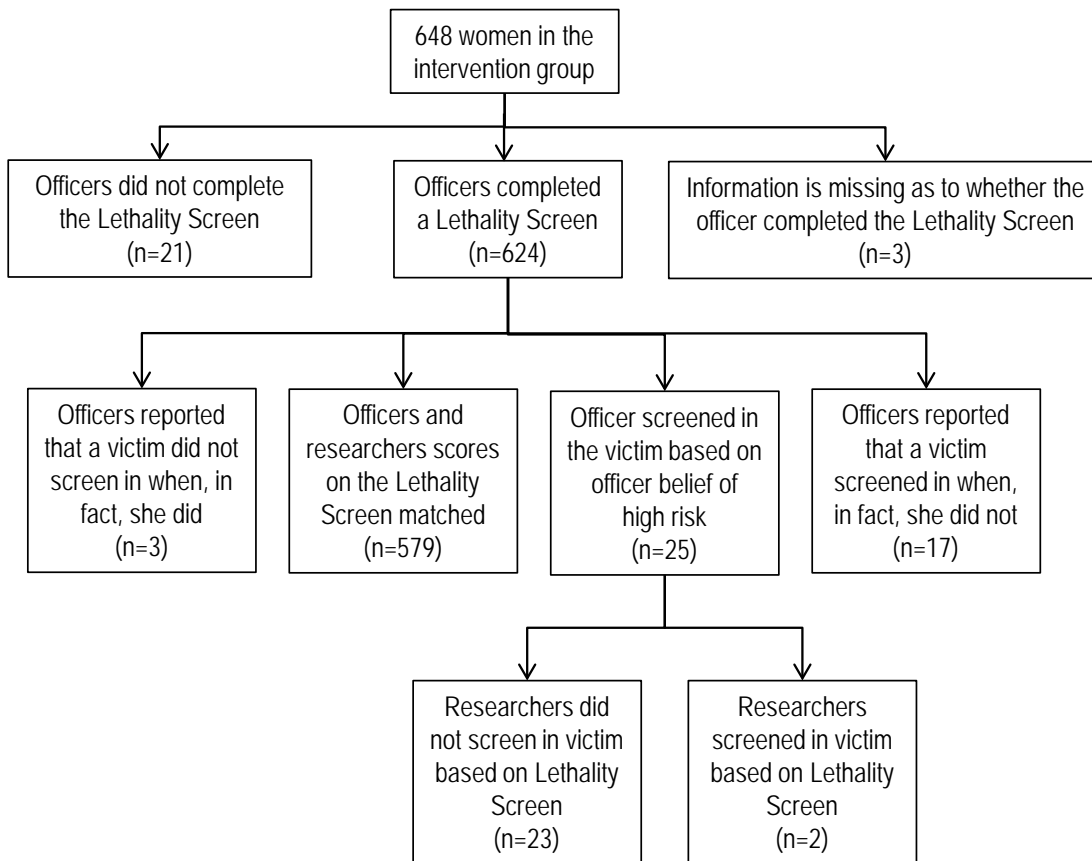 648 women in the
intervention group
Officers did not complete
the Lethality Screen
(n=21)
Officers completed
a Lethality Screen
(n=624)
Information is missing as to whether the
officer completed the Lethality Screen
(n=3)
Officers reported
that a victim did not
screen in when, in
fact, she did
(n=3)
Officers and
researchers scores
on the Lethality
Screen matched
(n=579)
Officer screened in
the victim based on
officer belief of
high risk
(n=25)
Officers reported
that a victim
screened in when,
in fact, she did not
(n=17)
Researchers did
not screen in victim
based on Lethality
Screen
(n=23)
Researchers
screened in victim
based on Lethality
Screen
(n=2)